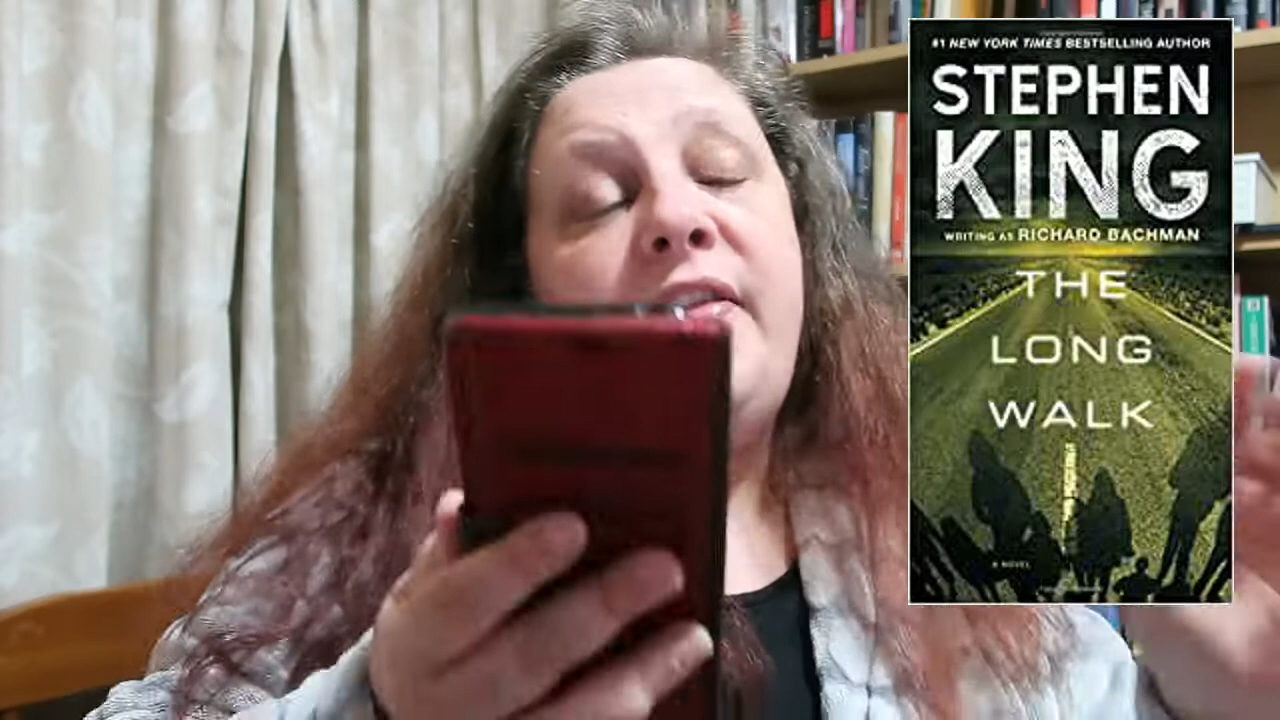 #1 NEW YORK TIMES BESTSELLING AUTHOR
STEPHEN
KING
WRITING AS RICHARD BACHMAN
THE
LONG
WALK
A NOVEL